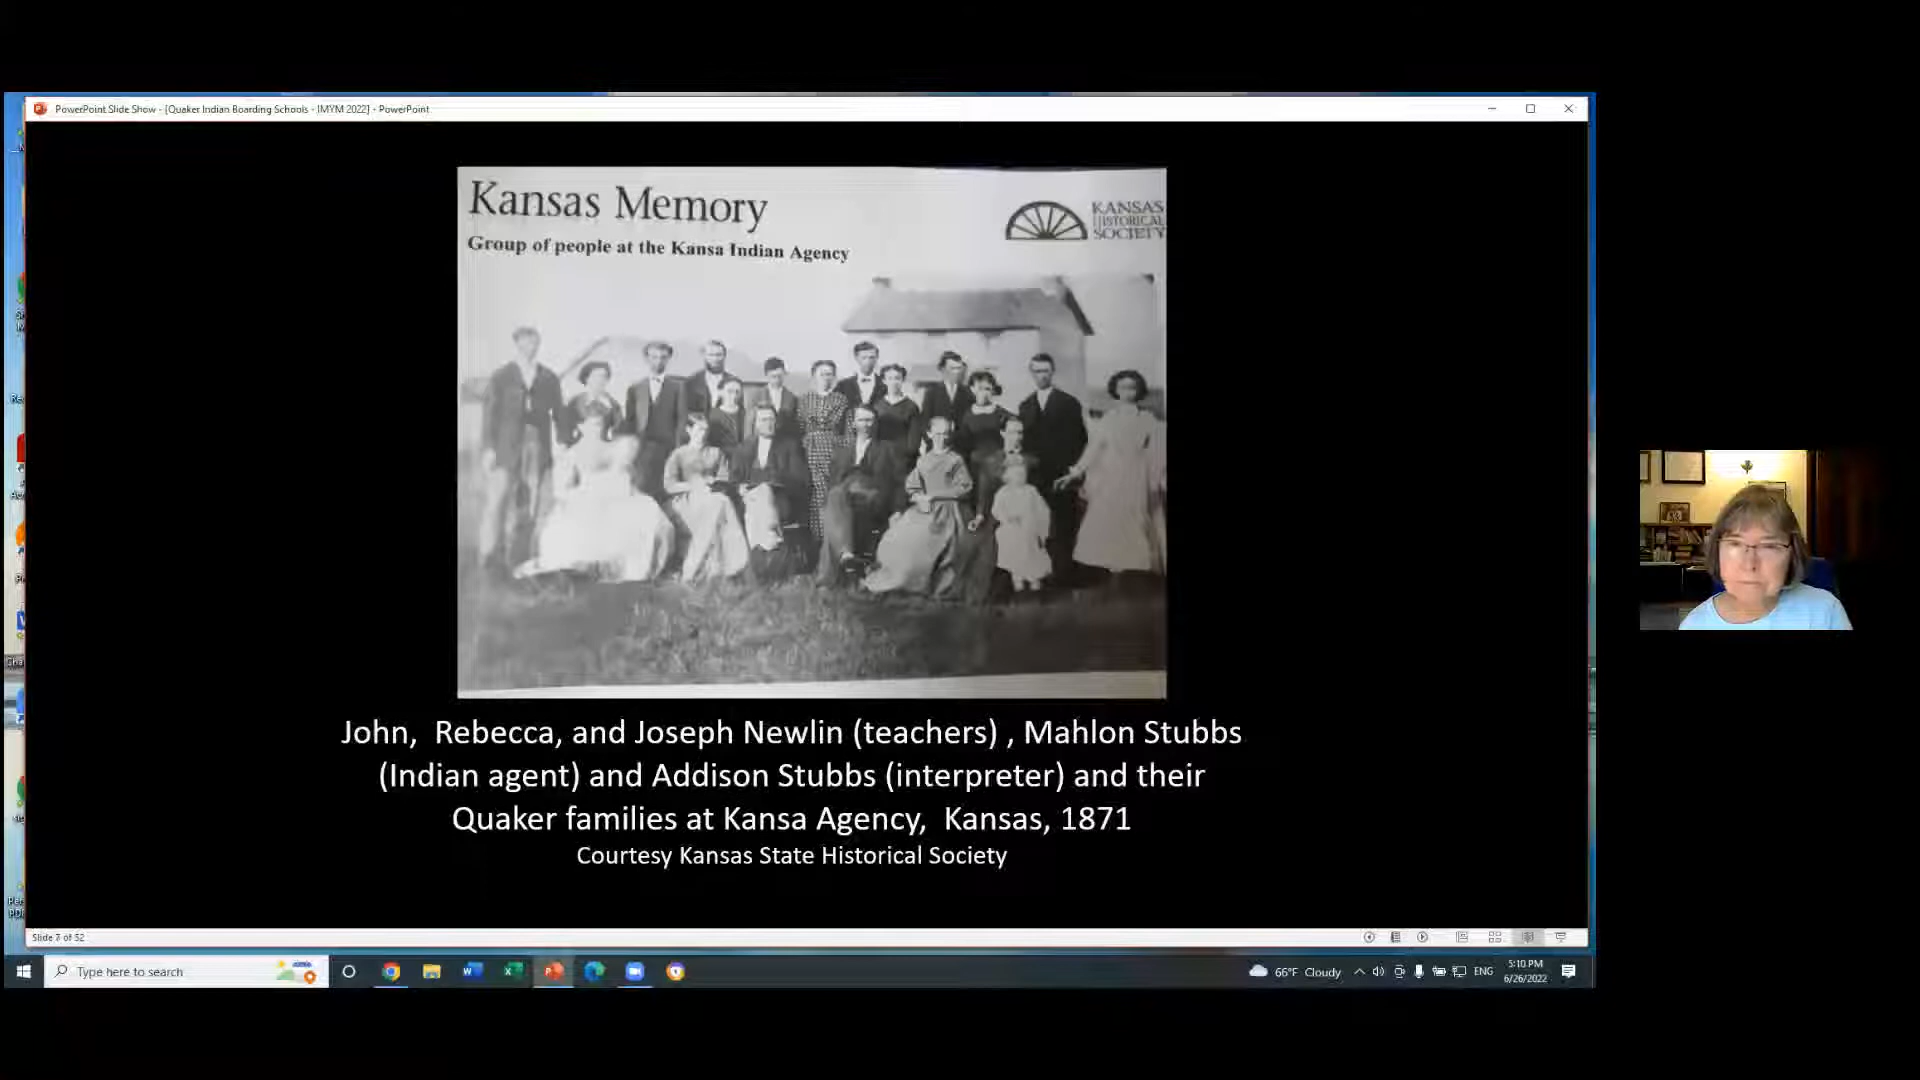 PowerPoint Slide Show - [Quaker Indian Boarding Schools - IMYM 2022] - PowerPoint
Kansas Memory
KANSAS
HISTORICAL
SOCIETY
Group of people at the Kansa Indian Agency
John, Rebecca, and Joseph Newlin (teachers) , Mahlon Stubbs
(Indian agent) and Addison Stubbs (interpreter) and their
Quaker families at Kansa Agency, Kansas, 1871
Courtesy Kansas State Historical Society
Slide 7 of 52
Type here to search
66°F Cloudy
ENG
5:10 PM
6/26/2022